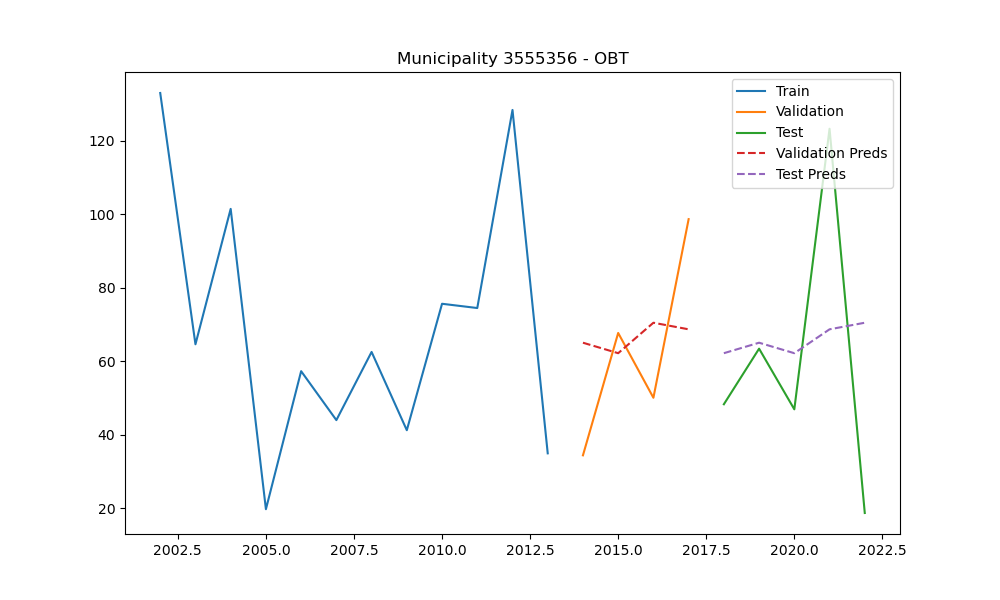 Municipality 3555356 - OBT
Train
Validation
Test
Validation Preds
Test Preds
120
100
80
60
40
20
2002.5 2005.0 2007.5 2010.0 2012.5 2015.0 2017.5 2020.0 2022.5